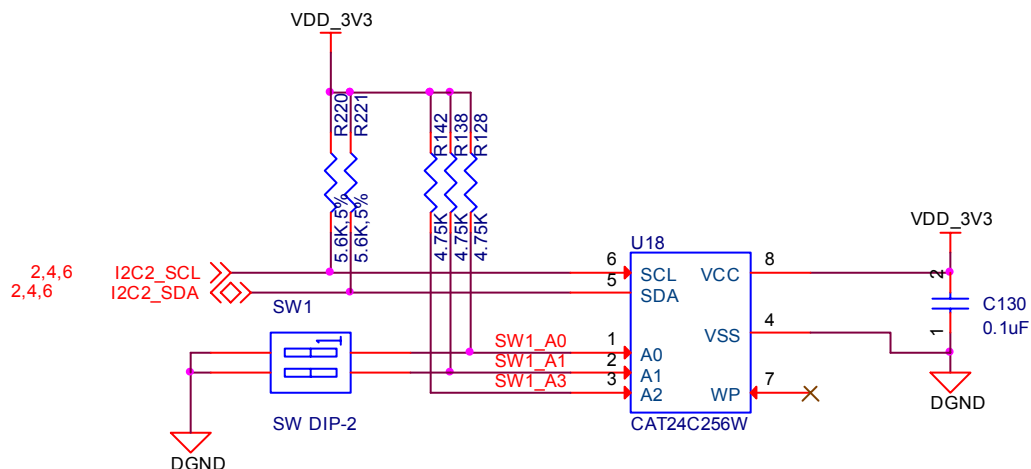 VDD_3V3
R220
R221
R142
R138
R128
5.6K,5%
5.6K,5%
4.75K
4.75K
4.75K
VDD_3V3
U18
2,4,6 I2C2_SCL 6 SCL VCC 8
2,4,6 I2C2_SDA 5 SDA
2
C130
0.1uF
1
SW1
VSS 4
1
SW1_A0 1 A0
SW1_A1 2 A1
SW1_A3 3 A2 WP 7
SW DIP-2
CAT24C256W
DGND
DGND